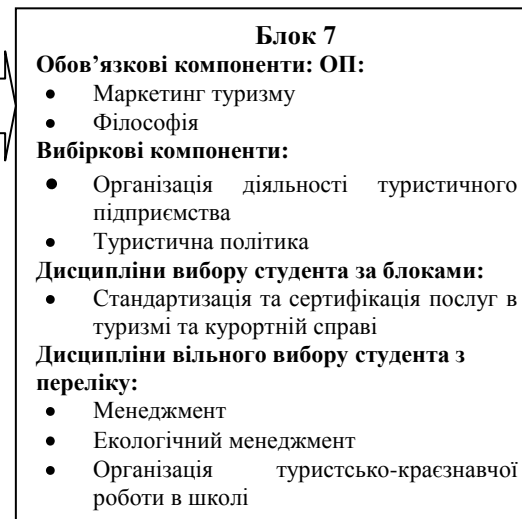 Блок 7
Обов’язкові компоненти: ОП:
• Маркетинг туризму
• Філософія
Вибіркові компоненти:
• Організація діяльності туристичного
підприємства
• Туристична політика
Дисципліни вибору студента за блоками:
• Стандартизація та сертифікація послуг в
туризмі та курортній справі
Дисципліни вільного вибору студента з
переліку:
• Менеджмент
• Екологічний менеджмент
• Організація туристсько-краєзнавчої
роботи в школі